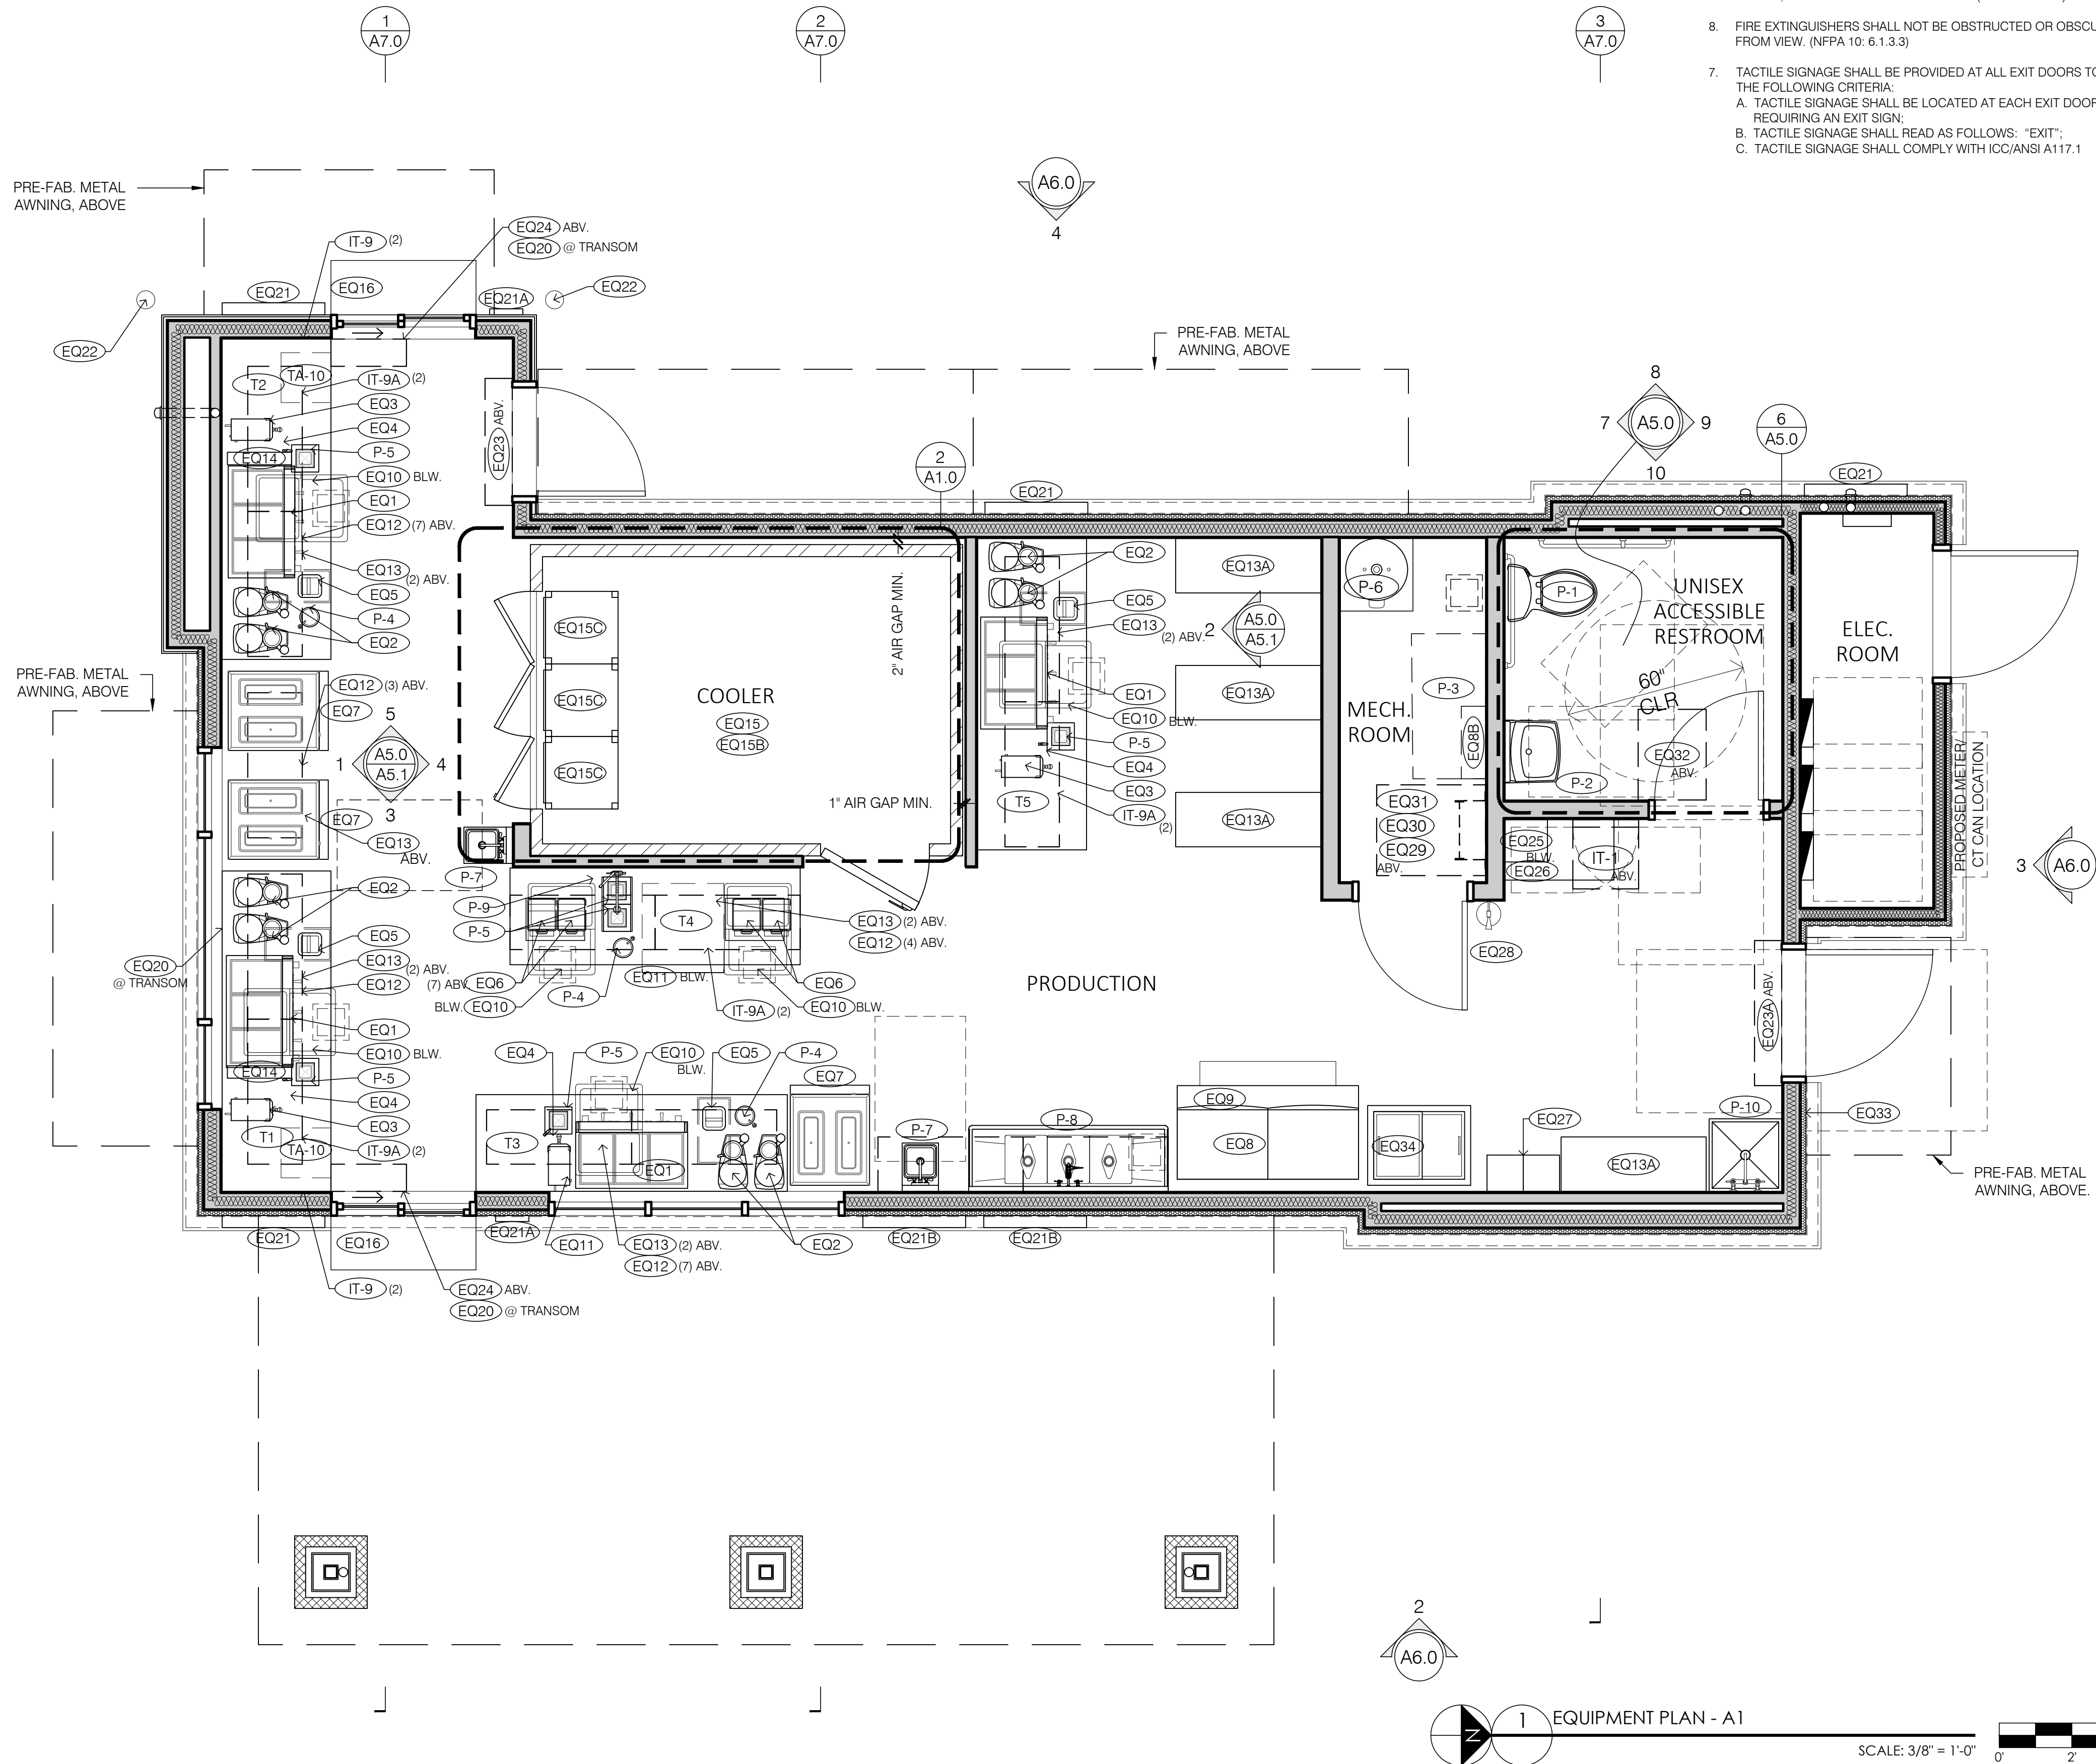 1
A7.0
2
A7.0
3
A7.0
8. FIRE EXTINGUISHERS SHALL NOT BE OBSTRUCTED OR
FROM VIEW. (NFPA 10: 6.1.3.3)
7. TACTILE SIGNAGE SHALL BE PROVIDED AT ALL EXIT DOORS
THE FOLLOWING CRITERIA:
A. TACTILE SIGNAGE SHALL BE LOCATED AT EACH EXIT
REQUIRING AN EXIT SIGN;
B. TACTILE SIGNAGE SHALL READ AS FOLLOWS: "EXIT";
C. TACTILE SIGNAGE SHALL COMPLY WITH ICC/ANSI A117.1
PRE-FAB. METAL
AWNING, ABOVE
A6.0
4
IT-9 (2)
EQ24 ABV.
EQ20 @ TRANSOM
EQ21
EQ16
EQ21A
EQ22
EQ22
PRE-FAB. METAL
AWNING, ABOVE
T2
TA-10
IT-9A (2)
EQ3
EQ4
P-5
EQ14
EQ10 BLW.
EQ1
EQ12 (7) ABV.
EQ13 (2) ABV.
EQ5
P-4
EQ2
EQ23 ABV.
2
A1.0
EQ21
8
7 A5.0 9
10
6
A5.0
EQ21
PRE-FAB. METAL
AWNING, ABOVE
EQ12 (3) ABV.
EQ7
5
1 A5.0 4
A5.1
3
EQ7
EQ13
ABV.
EQ15C
EQ15C
EQ15C
COOLER
EQ15
EQ15B
2" AIR GAP MIN.
1" AIR GAP MIN.
EQ2
EQ5
EQ13
(2) ABV.
EQ1
EQ10 BLW.
P-5
EQ4
EQ3
T5
IT-9A
(2)
EQ13A
2 A5.0
A5.1
EQ13A
EQ13A
P-6
MECH.
ROOM
P-3
EQ8B
EQ31
EQ30
EQ29
ABV.
P-1
UNISEX
ACCESSIBLE
RESTROOM
60"
CLR
EQ32
ABV.
P-2
ELEC.
ROOM
PROPOSED METER/
CT CAN LOCATION
EQ25
BLW.
EQ26
IT-1
ABV.
3 A6.0
EQ2
EQ5
EQ13
(2) ABV.
EQ12
(7) ABV.
EQ20
@ TRANSOM
EQ1
EQ10 BLW.
EQ14
P-5
EQ4
EQ3
T1
TA-10
IT-9A (2)
P-7
P-9
P-5
T4
EQ13 (2) ABV.
EQ12 (4) ABV.
EQ6
EQ11 BLW.
EQ6
BLW. EQ10
P-4
IT-9A (2)
EQ10 BLW.
PRODUCTION
EQ28
EQ23A ABV.
EQ4
P-5
EQ10
BLW.
EQ5
P-4
EQ7
T3
EQ1
P-7
P-8
EQ9
EQ8
EQ34
EQ27
EQ13A
P-10
EQ33
PRE-FAB. METAL
AWNING, ABOVE.
EQ21
EQ16
EQ21A
EQ11
EQ13 (2) ABV.
EQ12 (7) ABV.
EQ2
EQ21B
EQ21B
IT-9 (2)
EQ24 ABV.
EQ20 @ TRANSOM
2
A6.0
N
1
EQUIPMENT PLAN - A1
SCALE: 3/8" = 1'-0"
0'
2'